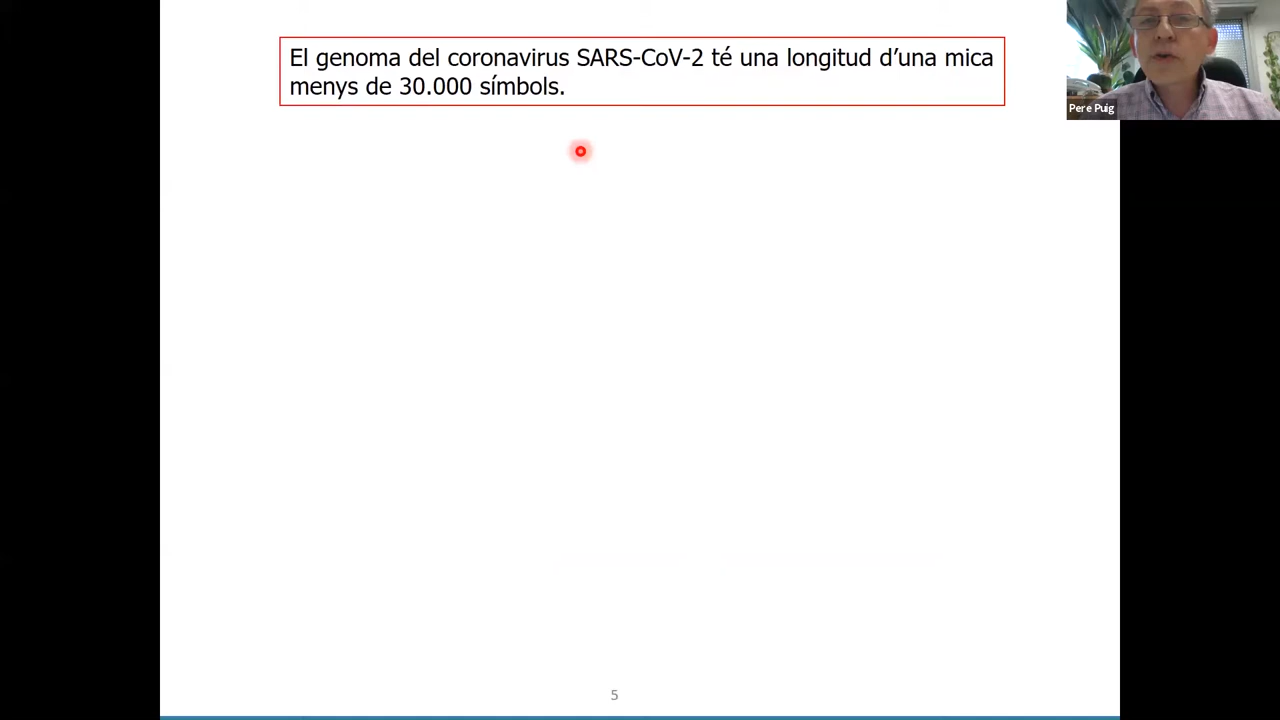 El genoma del coronavirus SARS-CoV-2 té una longitud d’una mica
menys de 30.000 símbols.
Pere Puig
5